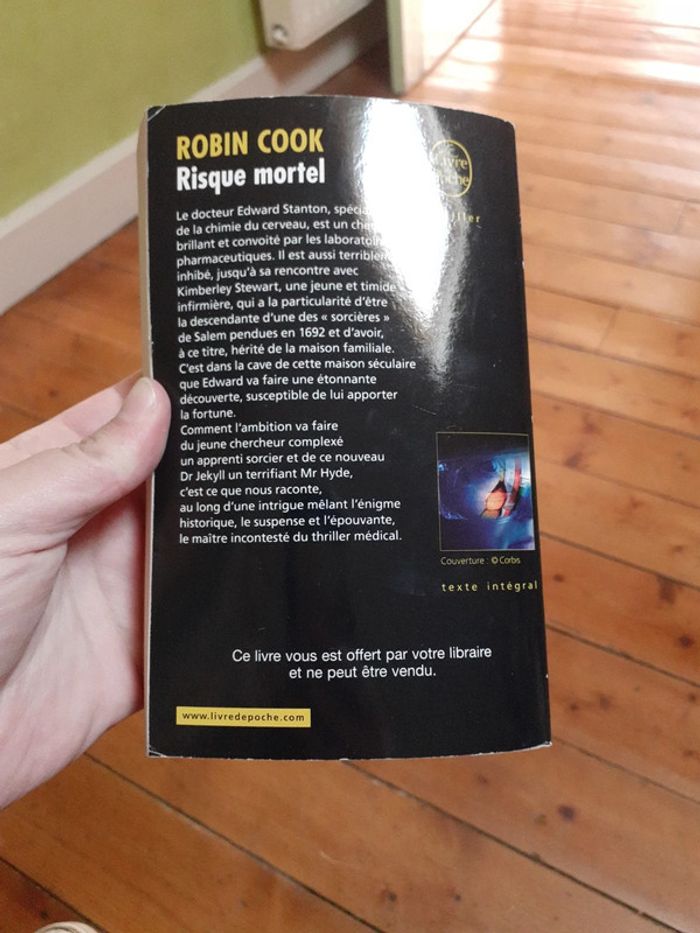 ROBIN COOK
Risque mortel
Le docteur Edward Stanton,
de la chimie du cerveau, est un
brillant et convoité par les
pharmaceutiques. Il est aussi
inhibé, jusqu'à sa rencontre avec
Kimberley Stewart, une jeune et timide
infirmière, qui a la particularité d'être
la descendante d'une des « sorcières »
de Salem pendues en 1692 et d'avoir,
à ce titre, hérité de la maison familiale.
C'est dans la cave de cette maison séculaire
que Edward va faire une étonnante
découverte, susceptible de lui apporter
la fortune.
Comment l'ambition va faire
du jeune chercheur complexé
un apprenti sorcier et de ce nouveau
Dr Jekyll un terrifiant Mr Hyde,
c'est ce que nous raconte,
au long d'une intrigue mêlant l'énigme
historique, le suspense et l'épouvante,
le maître incontesté du thriller médical.
Couverture : © Corbis
texte intégral
Ce livre vous est offert par votre libraire
et ne peut être vendu.
www.livredepoche.com